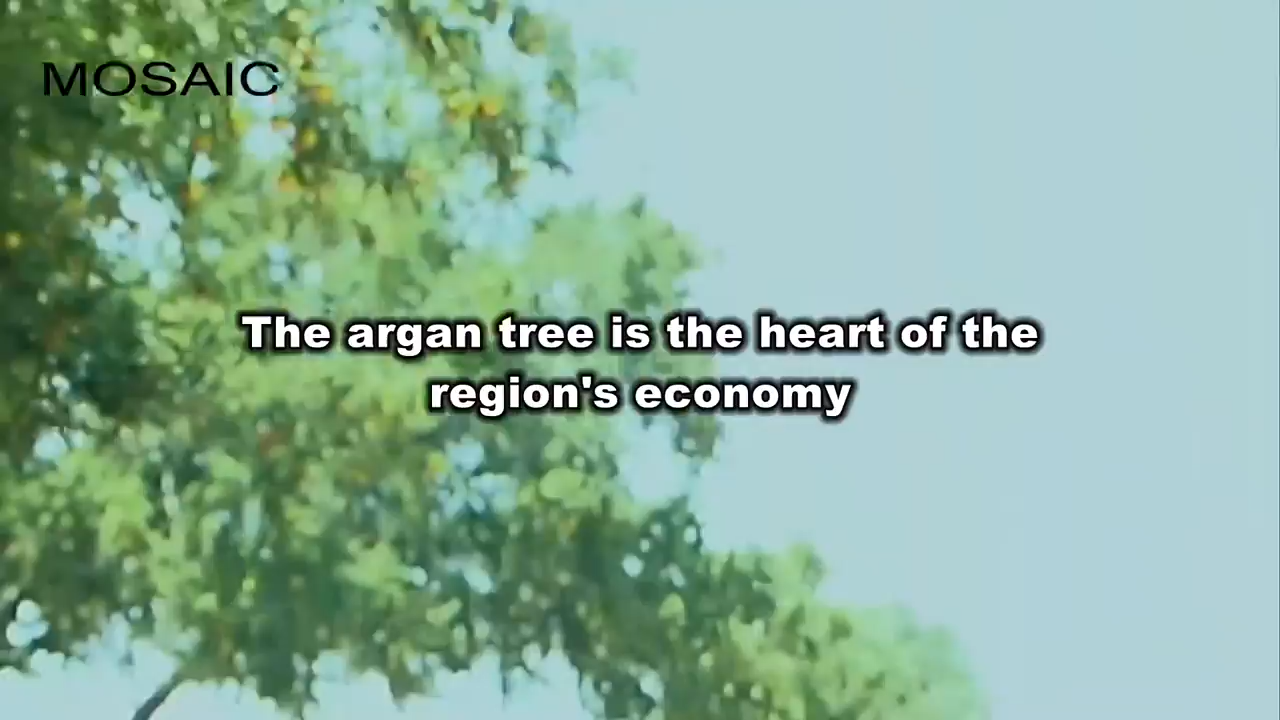 MOSAIC
The argan tree is the heart of the
region's economy